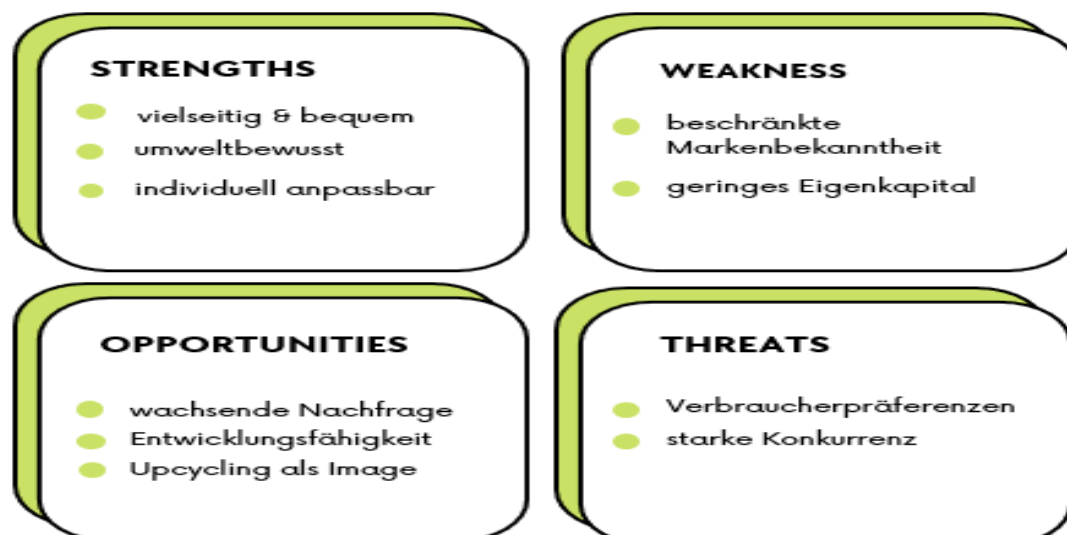 STRENGTHS
vielseitig & bequem
umweltbewusst
individuell anpassbar
WEAKNESS
beschränkte
Markenbekanntheit
geringes Eigenkapital
OPPORTUNITIES
wachsende Nachfrage
Entwicklungsfähigkeit
Upcycling als Image
THREATS
Verbraucherpräferenzen
starke Konkurrenz